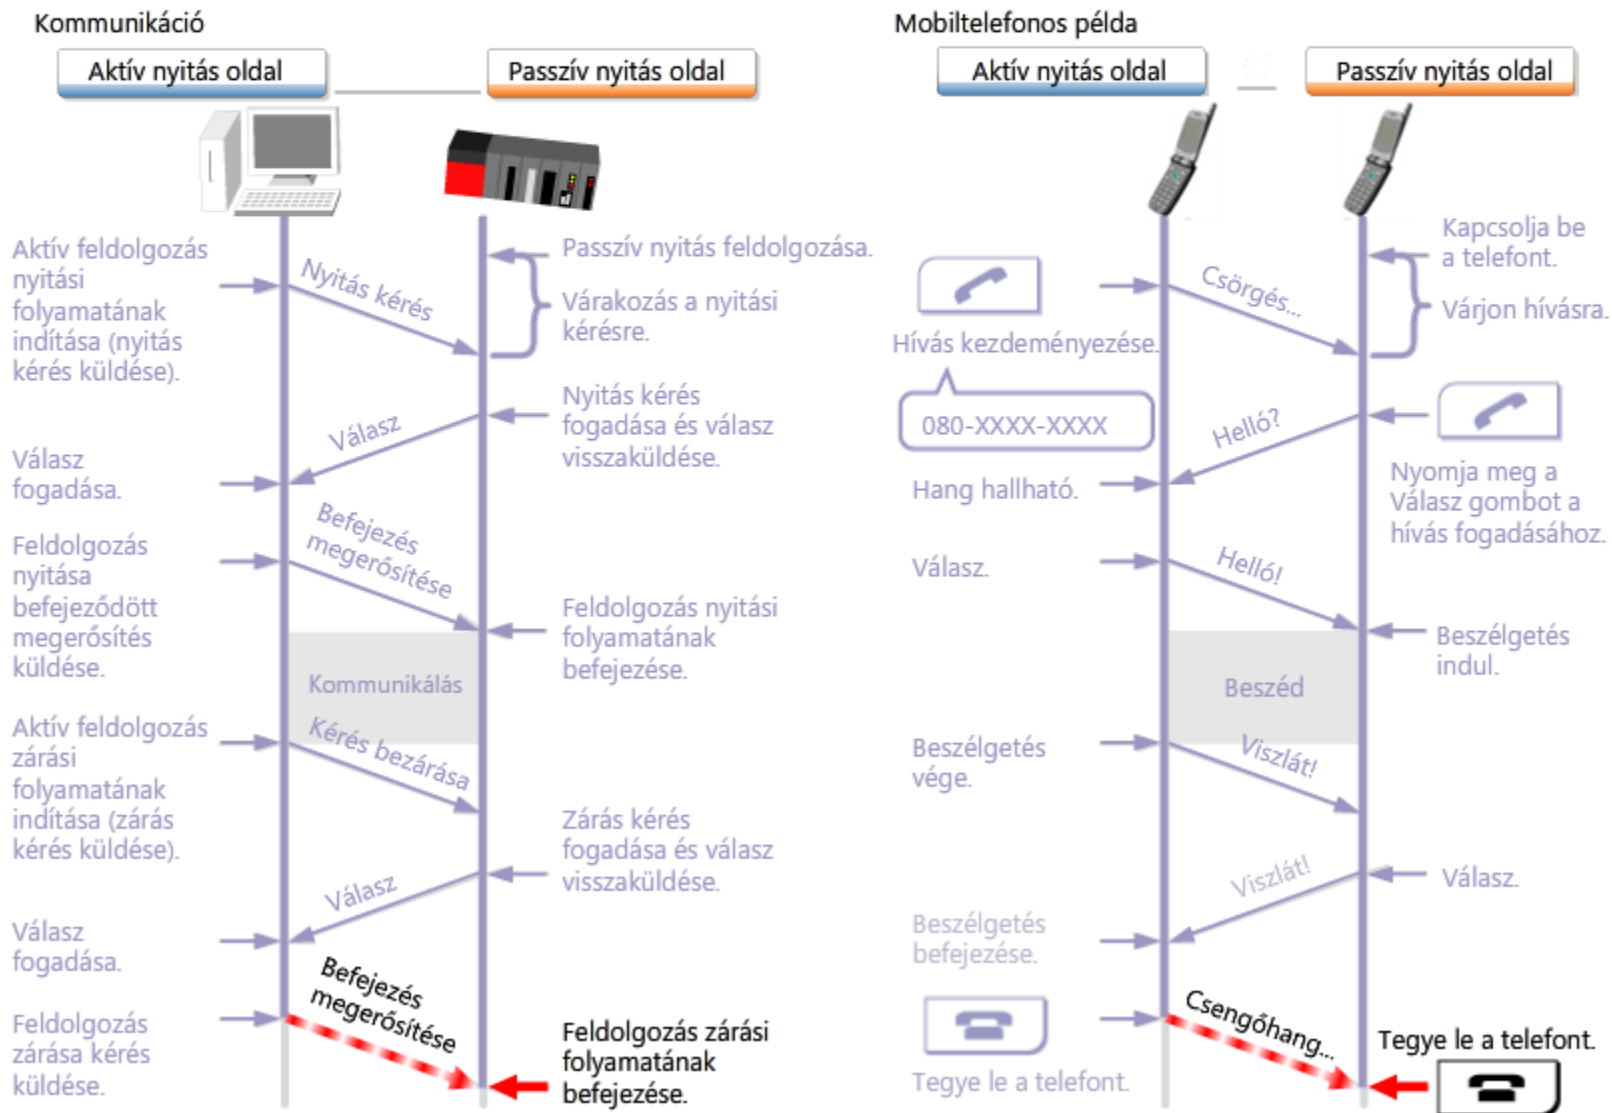 Kommunikáció
Aktív nyitás oldal
Passzív nyitás oldal
Aktív feldolgozás
nyitási
folyamatának
indítása (nyitás
kérés küldése).
Nyitás kérés
Passzív nyitás feldolgozása.
Várakozás a nyitási
kérésre.
Nyitás kérés
fogadása és válasz
visszaküldése.
Válasz
Válasz
fogadása.
Befejezés
megerősítése
Feldolgozás
nyitása
befejeződött
megerősítés
küldése.
Feldolgozás nyitási
folyamatának
befejezése.
Kommunikálás
Aktív feldolgozás
zárási
folyamatának
indítása (zárás
kérés küldése).
Kérés bezárása
Zárás kérés
fogadása és válasz
visszaküldése.
Válasz
Válasz
fogadása.
Befejezés
megerősítése
Feldolgozás
zárása kérés
küldése.
Feldolgozás zárási
folyamatának
befejezése.
Mobiltelefonos példa
Aktív nyitás oldal
Passzív nyitás oldal
Kapcsolja be
a telefont.
Csörgés...
Várjon hívásra.
Hívás kezdeményezése.
080-XXXX-XXXX
Helló?
Hang hallható.
Nyomja meg a
Válasz gombot a
hívás fogadásához.
Válasz.
Helló!
Beszélgetés
indul.
Beszéd
Beszélgetés
vége.
Viszlát!
Viszlát!
Válasz.
Beszélgetés
befejezése.
Csengőhang...
Tegye le a telefont.
Tegye le a telefont.